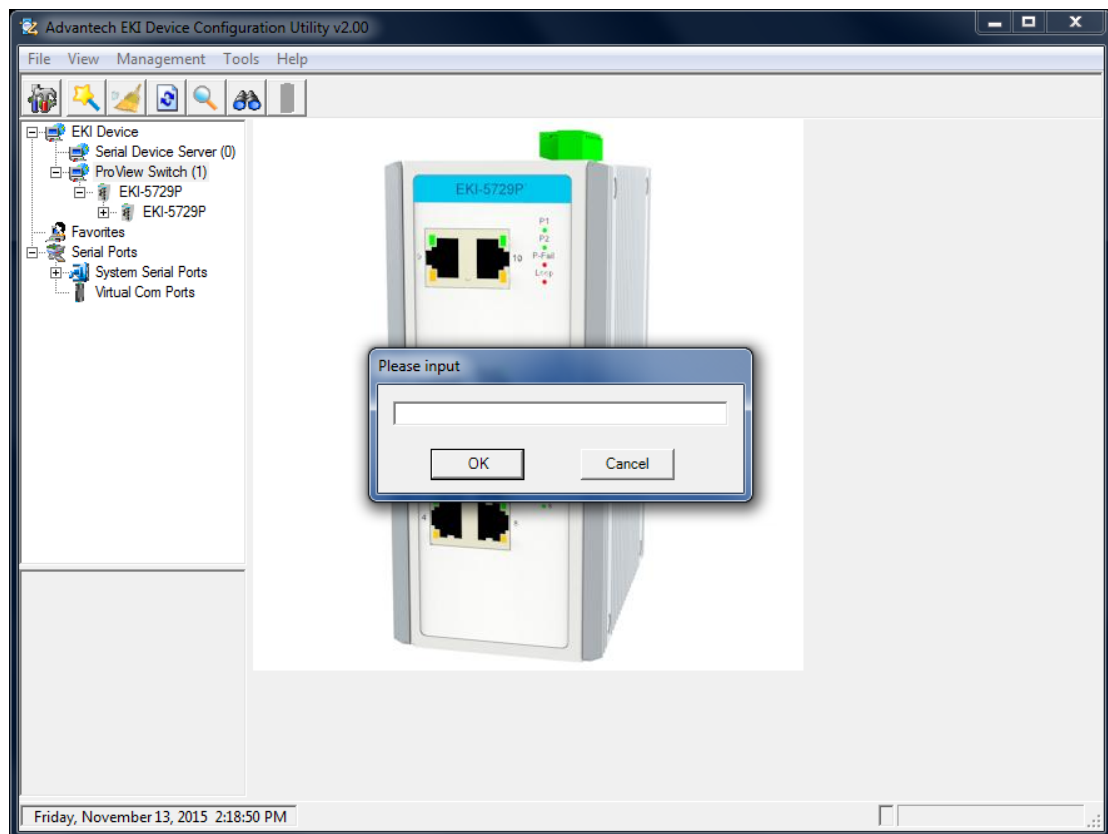 Advantech EKI Device Configuration Utility v2.00
File View Management Tools Help
EKI Device
Serial Device Server (0)
ProView Switch (1)
EKI-5729P
EKI-5729P
Favorites
Serial Ports
System Serial Ports
Virtual Com Ports
EKI-5729P
P1
P2
10 P-Fail
Loop
Please input
OK Cancel
4
Friday, November 13, 2015 2:18:50 PM